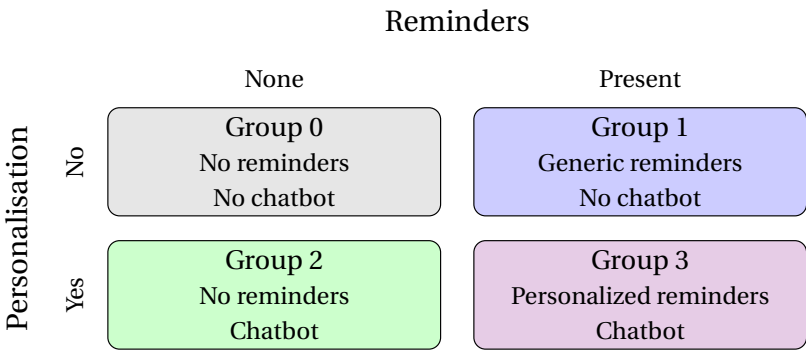 Reminders
None
Present
Personalisation
No
Group 0
No reminders
No chatbot
Group 1
Generic reminders
No chatbot
Yes
Group 2
No reminders
Chatbot
Group 3
Personalized reminders
Chatbot